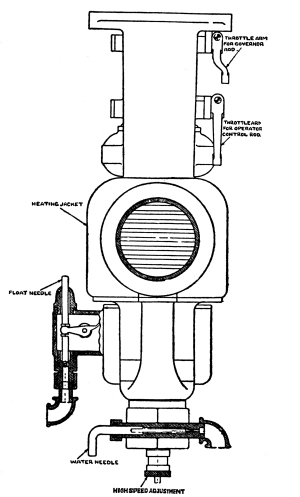 THROTTLE ARM
FOR GOVERNOR
ROD
THROTTLE ARM
FOR OPERATOR
CONTROL ROD.
HEATING JACKET
FLOAT NEEDLE
WATER NEEDLE
HIGH SPEED ADJUSTMENT